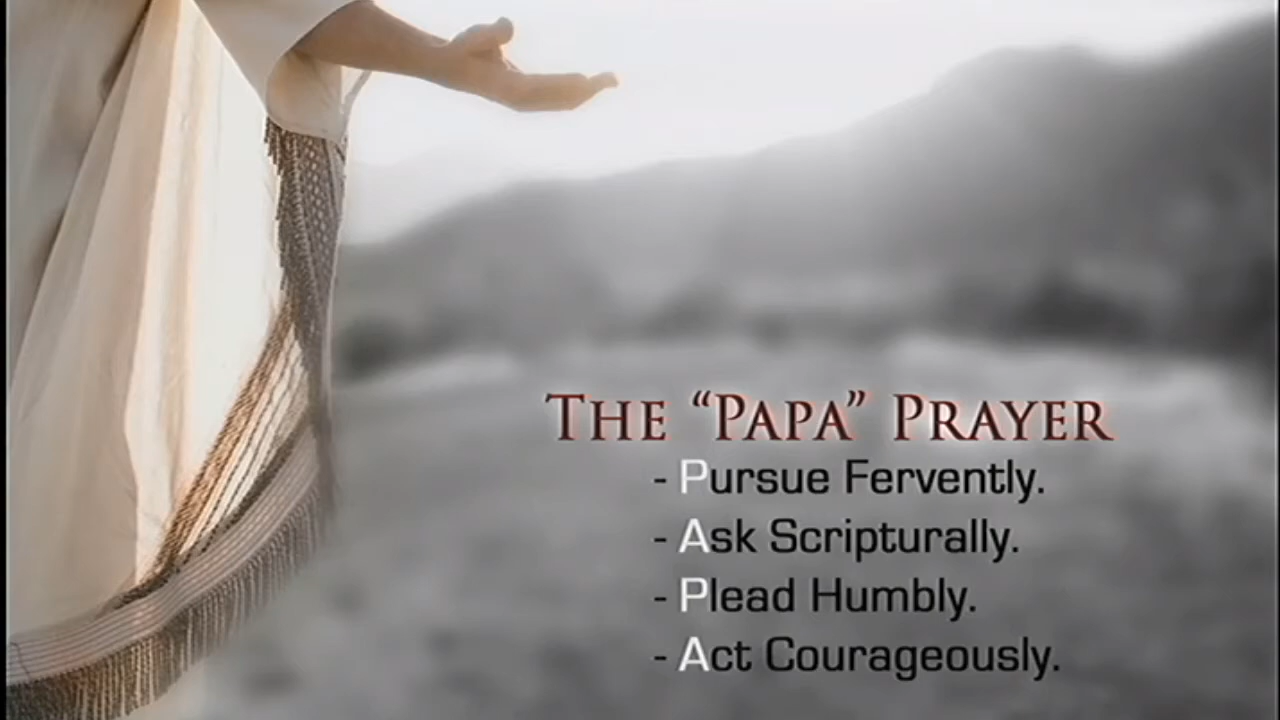 The “Papa” Prayer
- Pursue Fervently.
- Ask Scripturally.
- Plead Humbly.
- Act Courageously.